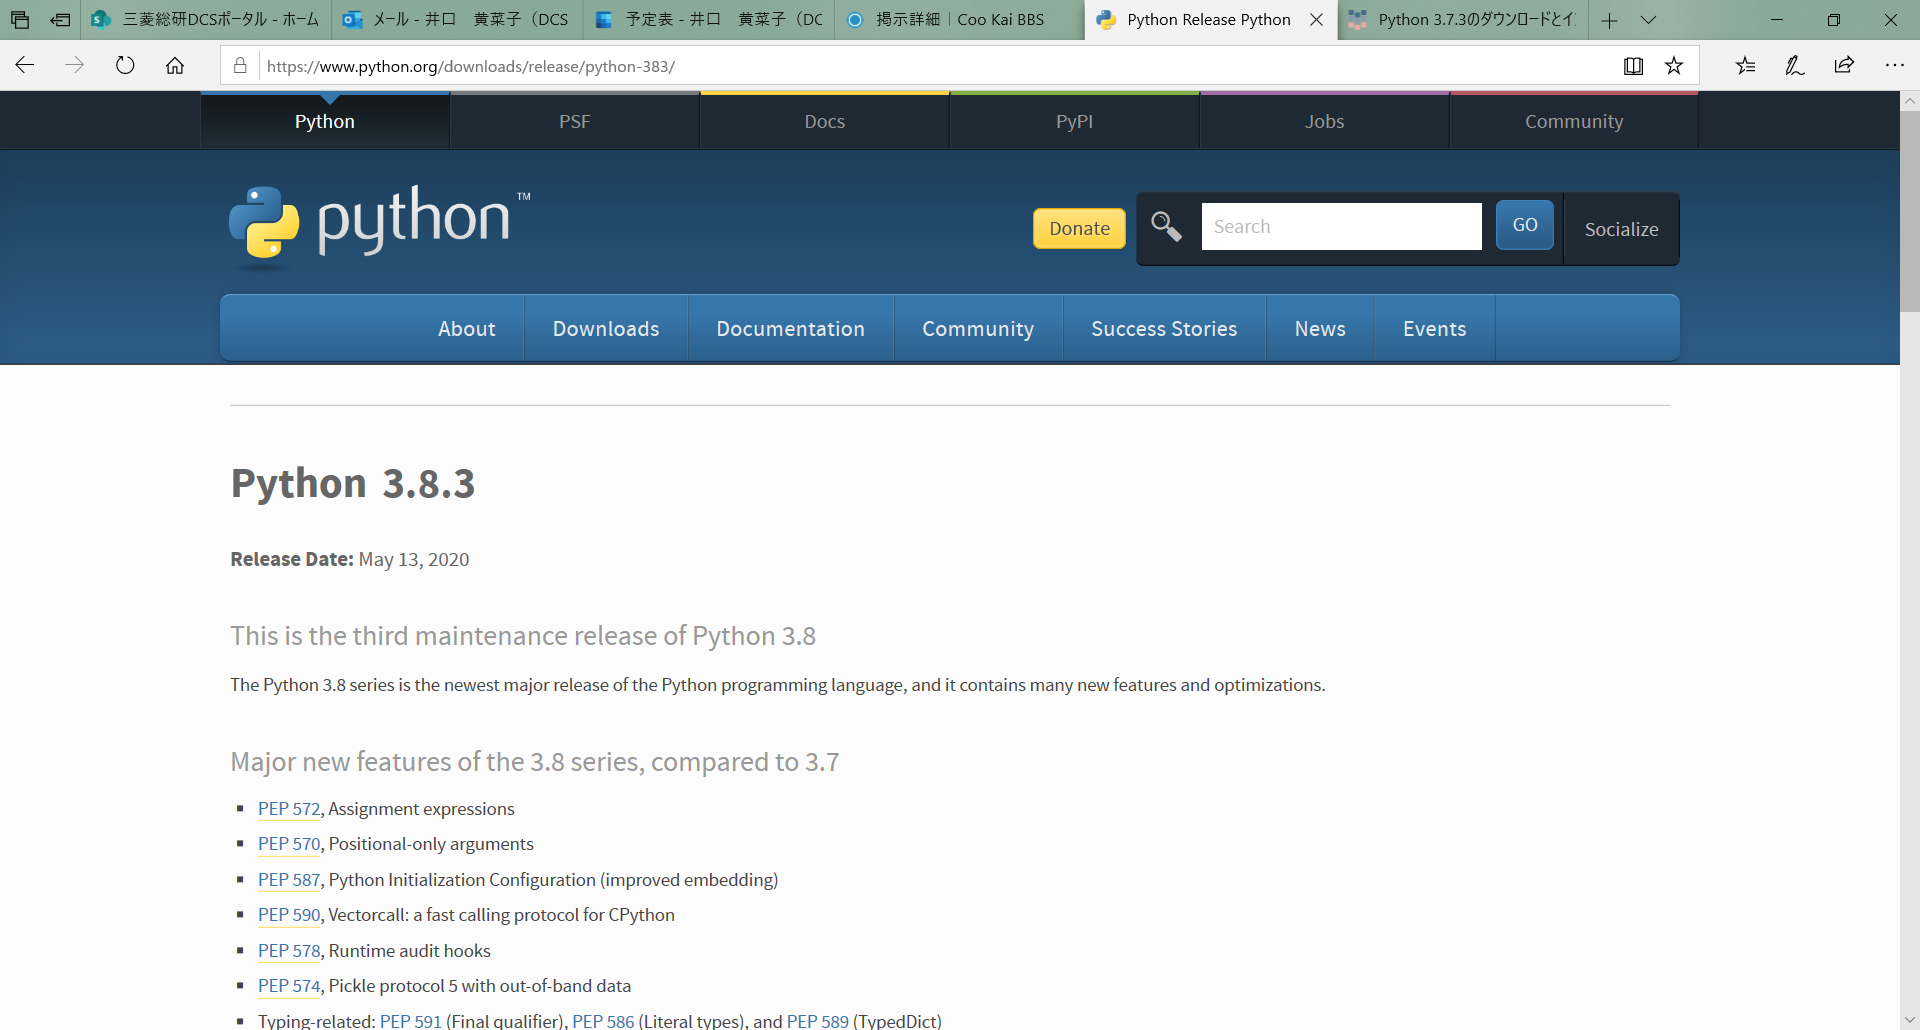 三菱総研DCSポータル - ホーム
メール - 井口　黄菜子（DCS
予定表 - 井口　黄菜子（DC
掲示詳細 | Coo Kai BBS
Python Release Python
Python 3.7.3のダウンロードとイン
https://www.python.org/downloads/release/python-383/
Python
PSF
Docs
PyPI
Jobs
Community
python™
Donate
Search
GO
Socialize
About
Downloads
Documentation
Community
Success Stories
News
Events
Python 3.8.3
Release Date: May 13, 2020
This is the third maintenance release of Python 3.8
The Python 3.8 series is the newest major release of the Python programming language, and it contains many new features and optimizations.
Major new features of the 3.8 series, compared to 3.7
PEP 572, Assignment expressions
PEP 570, Positional-only arguments
PEP 587, Python Initialization Configuration (improved embedding)
PEP 590, Vectorcall: a fast calling protocol for CPython
PEP 578, Runtime audit hooks
PEP 574, Pickle protocol 5 with out-of-band data
Typing-related: PEP 591 (Final qualifier), PEP 586 (Literal types), and PEP 589 (TypedDict)